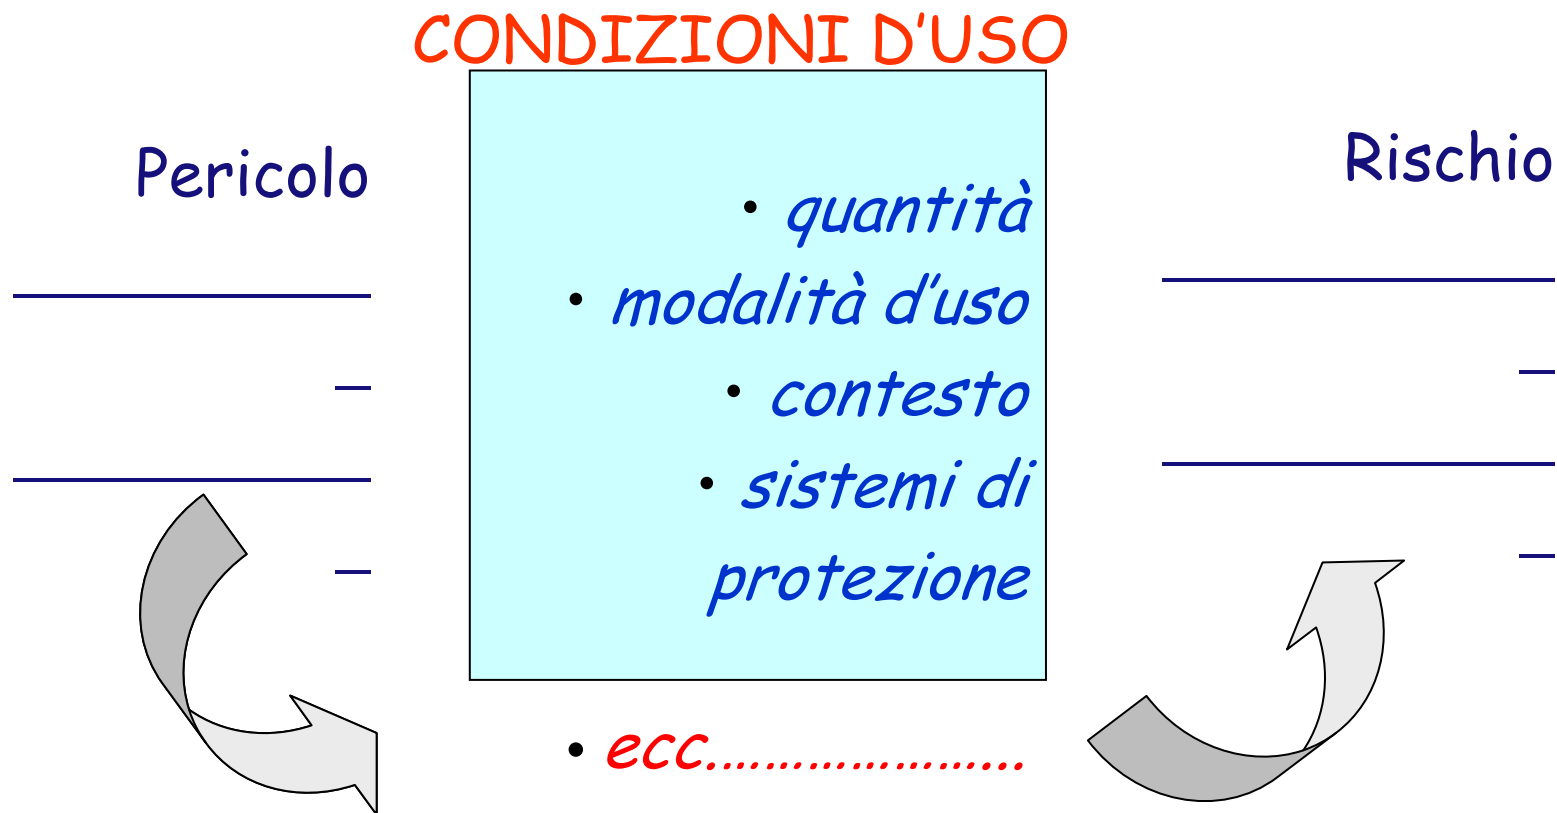 CONDIZIONI D'USO
Pericolo
• quantità
• modalità d'uso
• contesto
• sistemi di
protezione
• ecc…………………..
Rischio